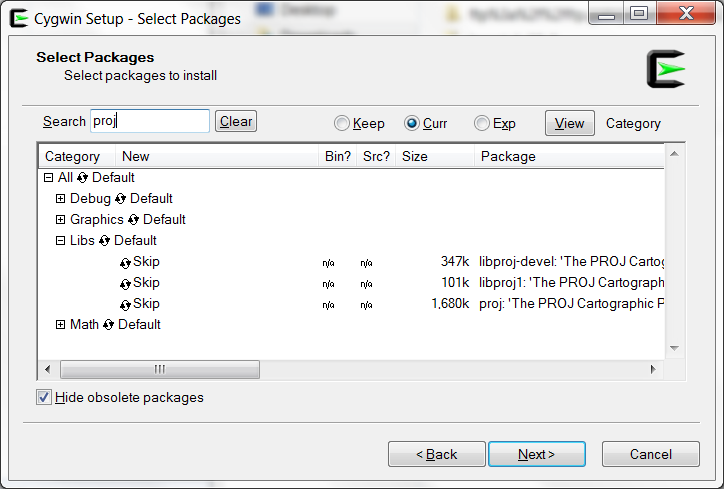 Cygwin Setup - Select Packages
Select Packages
Select packages to install
Search proj Clear Keep Curr Exp View Category
Category New Bin? Src? Size Package
All Default
Debug Default
Graphics Default
Libs Default
Skip n/a n/a 347k libproj-devel: 'The PROJ Cartog
Skip n/a n/a 101k libproj1: 'The PROJ Cartograph
Skip n/a n/a 1,680k proj: 'The PROJ Cartographic P
Math Default
Hide obsolete packages
< Back Next > Cancel